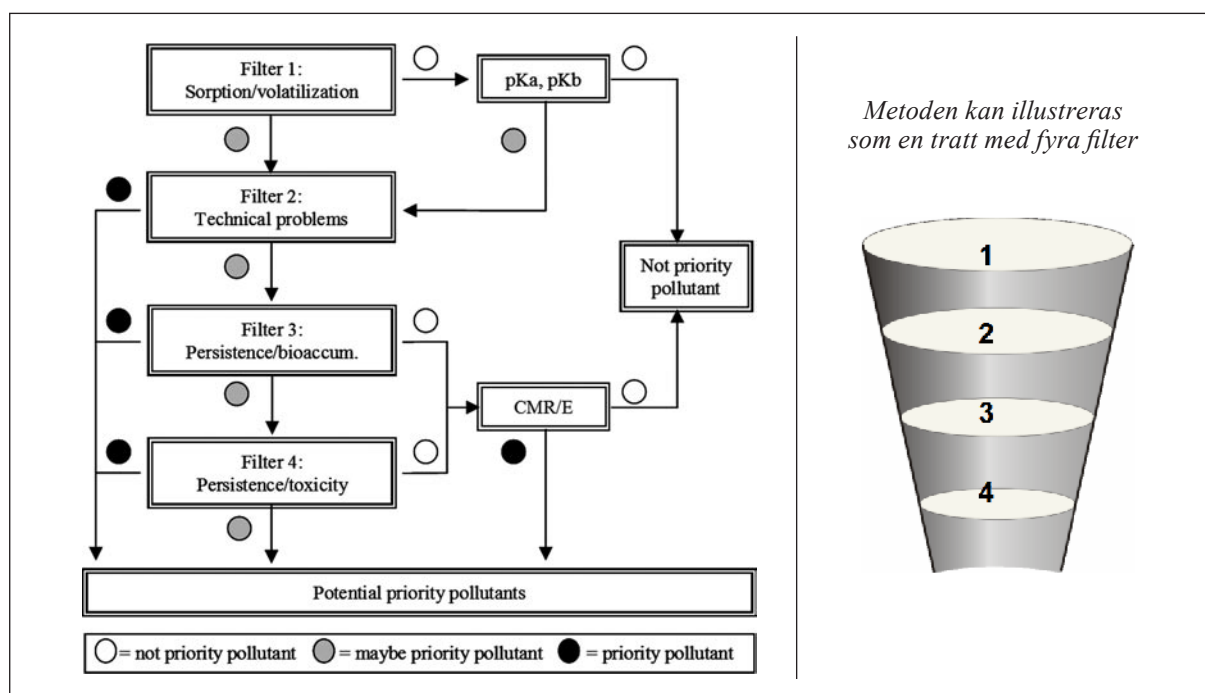 Filter 1:
Sorption/volatilization
pKa, pKb
Filter 2:
Technical problems
Not priority
pollutant
Filter 3:
Persistence/bioaccum.
CMR/E
Filter 4:
Persistence/toxicity
Potential priority pollutants
= not priority pollutant = maybe priority pollutant = priority pollutant
Metoden kan illustreras
som en tratt med fyra filter
1
2
3
4